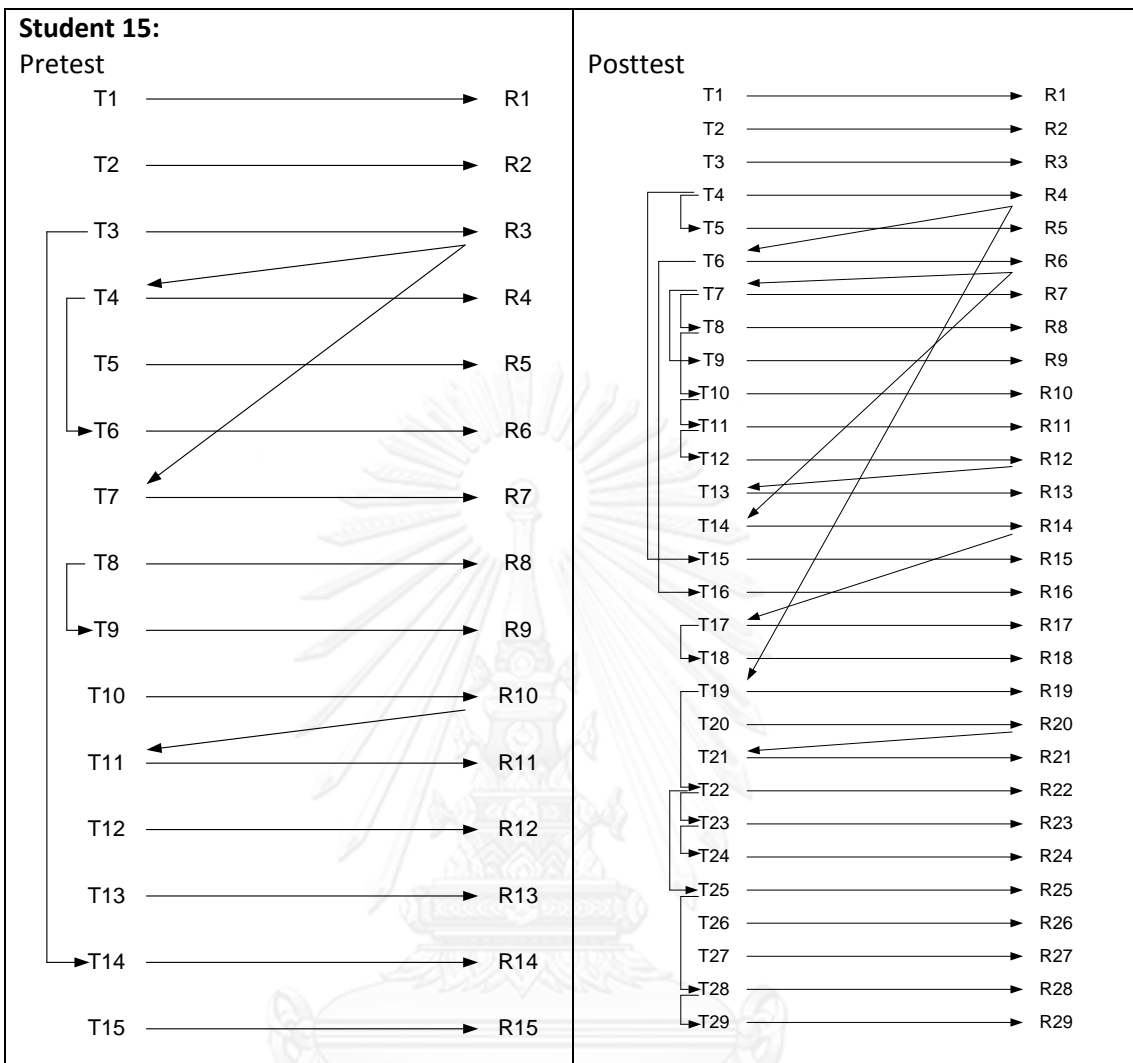 Student 15:
Pretest
T1 R1
T2 R2
T3 R3
T4 R4
T5 R5
T6 R6
T7 R7
T8 R8
T9 R9
T10 R10
T11 R11
T12 R12
T13 R13
T14 R14
T15 R15
Posttest
T1 R1
T2 R2
T3 R3
T4 R4
T5 R5
T6 R6
T7 R7
T8 R8
T9 R9
T10 R10
T11 R11
T12 R12
T13 R13
T14 R14
T15 R15
T16 R16
T17 R17
T18 R18
T19 R19
T20 R20
T21 R21
T22 R22
T23 R23
T24 R24
T25 R25
T26 R26
T27 R27
T28 R28
T29 R29